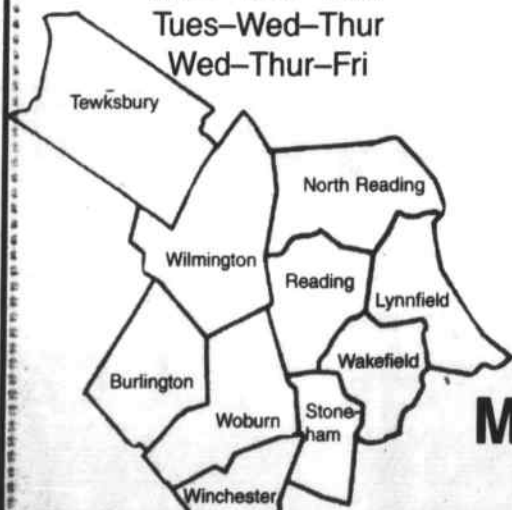 Tues–Wed–Thur
Wed–Thur–Fri
Tewksbury
North Reading
Wilmington
Reading
Lynnfield
Wakefield
Burlington
Woburn
Stone-
ham
M
Winchester